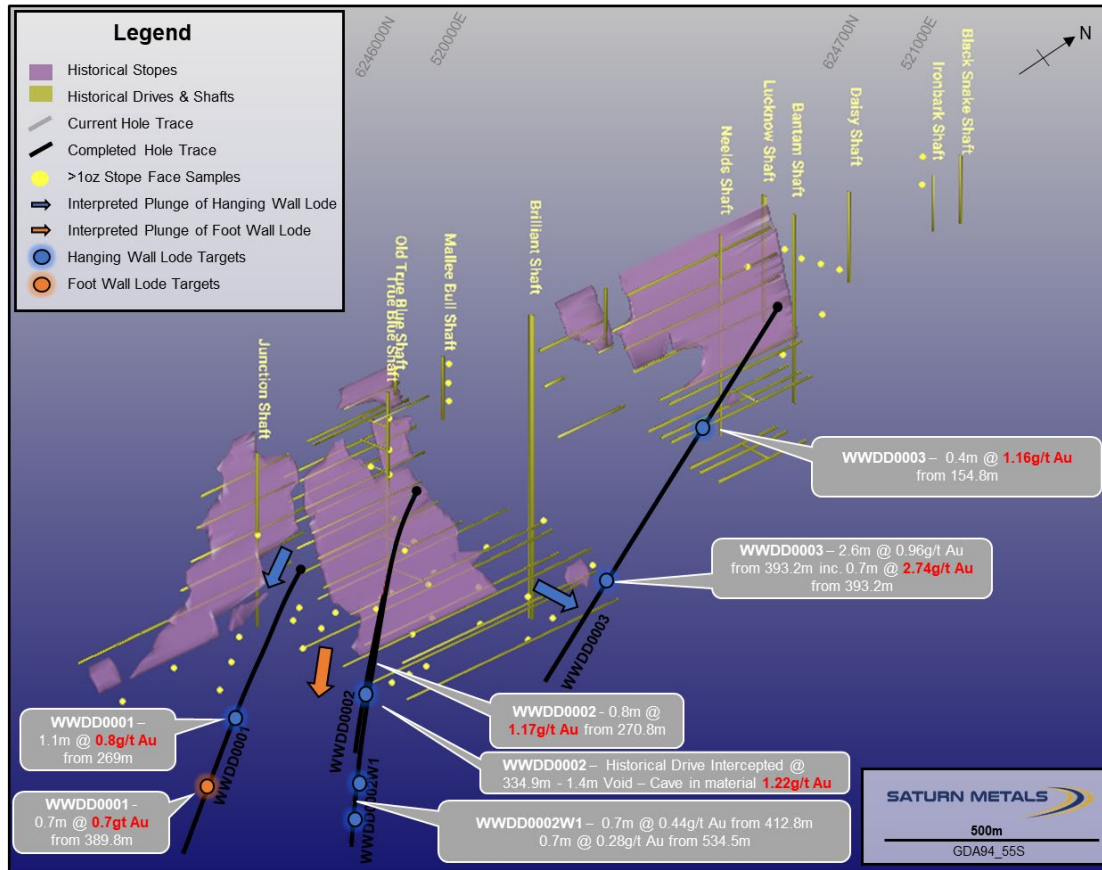 Legend
Historical Stopes
Historical Drives & Shafts
Current Hole Trace
Completed Hole Trace
>1oz Stope Face Samples
Interpreted Plunge of Hanging Wall Lode
Interpreted Plunge of Foot Wall Lode
Hanging Wall Lode Targets
Foot Wall Lode Targets
6246000N
520000E
624700N
521000E
N
Junction Shaft
Old True Blue Shaft
True Blue Shaft
Mallee Bull Shaft
Brilliant Shaft
Neelds Shaft
Lucknow Shaft
Bantam Shaft
Daisy Shaft
Ironbark Shaft
Black Snake Shaft
WWDD0003 – 0.4m @ 1.16g/t Au
from 154.8m
WWDD0003 – 2.6m @ 0.96g/t Au
from 393.2m inc. 0.7m @ 2.74g/t Au
from 393.2m
WWDD0003
WWDD0002
WWDD0002 - 0.8m @
1.17g/t Au from 270.8m
WWDD0001 –
1.1m @ 0.8g/t Au
from 269m
WWDD0001
WWDD0002 – Historical Drive Intercepted @
334.9m - 1.4m Void – Cave in material 1.22g/t Au
WWDD0001 -
0.7m @ 0.7gt Au
from 389.8m
WWDD0002W1
WWDD0002W1 – 0.7m @ 0.44g/t Au from 412.8m
0.7m @ 0.28g/t Au from 534.5m
SATURN METALS
500m
GDA94_55S